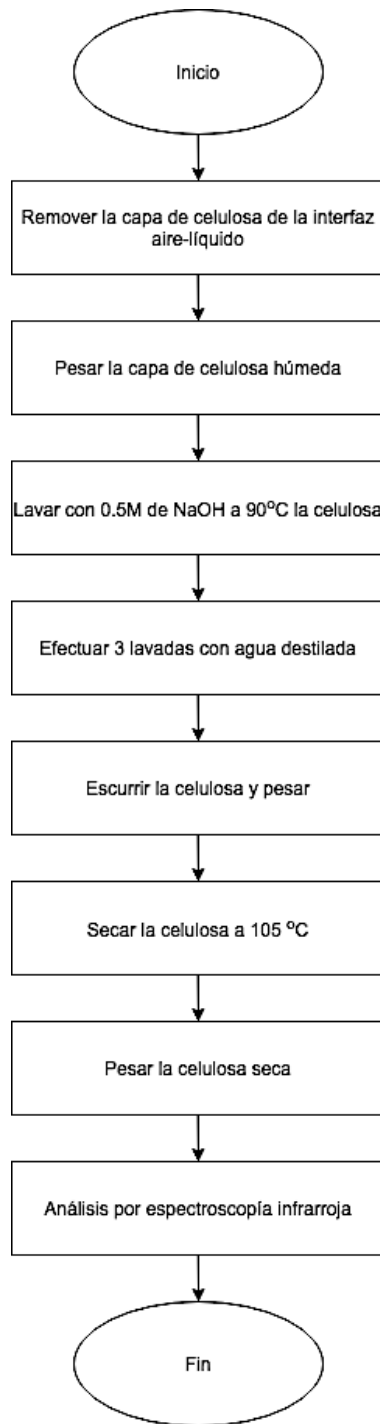 Inicio
Remover la capa de celulosa de la interfaz
aire-líquido
Pesar la capa de celulosa húmeda
Lavar con 0.5M de NaOH a 90°C la celulosa
Efectuar 3 lavadas con agua destilada
Escurrir la celulosa y pesar
Secar la celulosa a 105 °C
Pesar la celulosa seca
Análisis por espectroscopía infrarroja
Fin